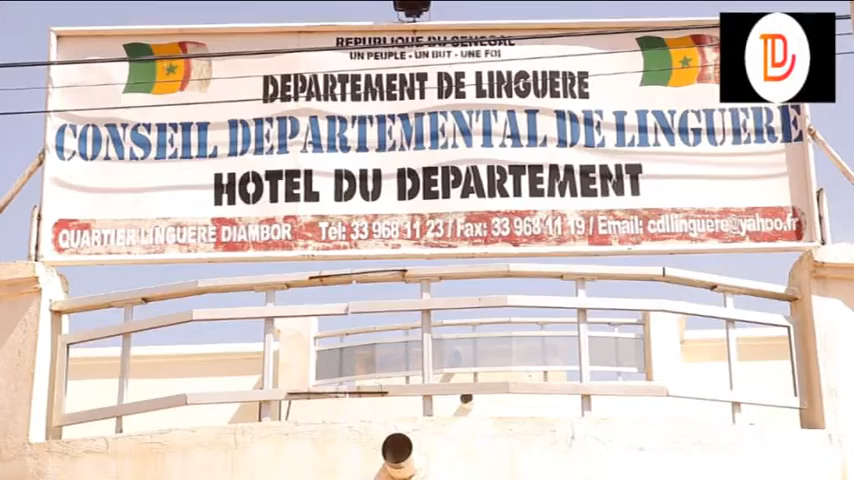 REPUBLIQUE DU SENEGAL
UN PEUPLE - UN BUT - UNE FOI
DEPARTEMENT DE LINGUERE
CONSEIL DEPARTEMENTAL DE LINGUERE
HOTEL DU DEPARTEMENT
QUARTIER LINGUERE DIAMBOR Tél: 33 968 11 23 / Fax: 33 968 11 19 / Email: cdllinguere@yahoo.fr